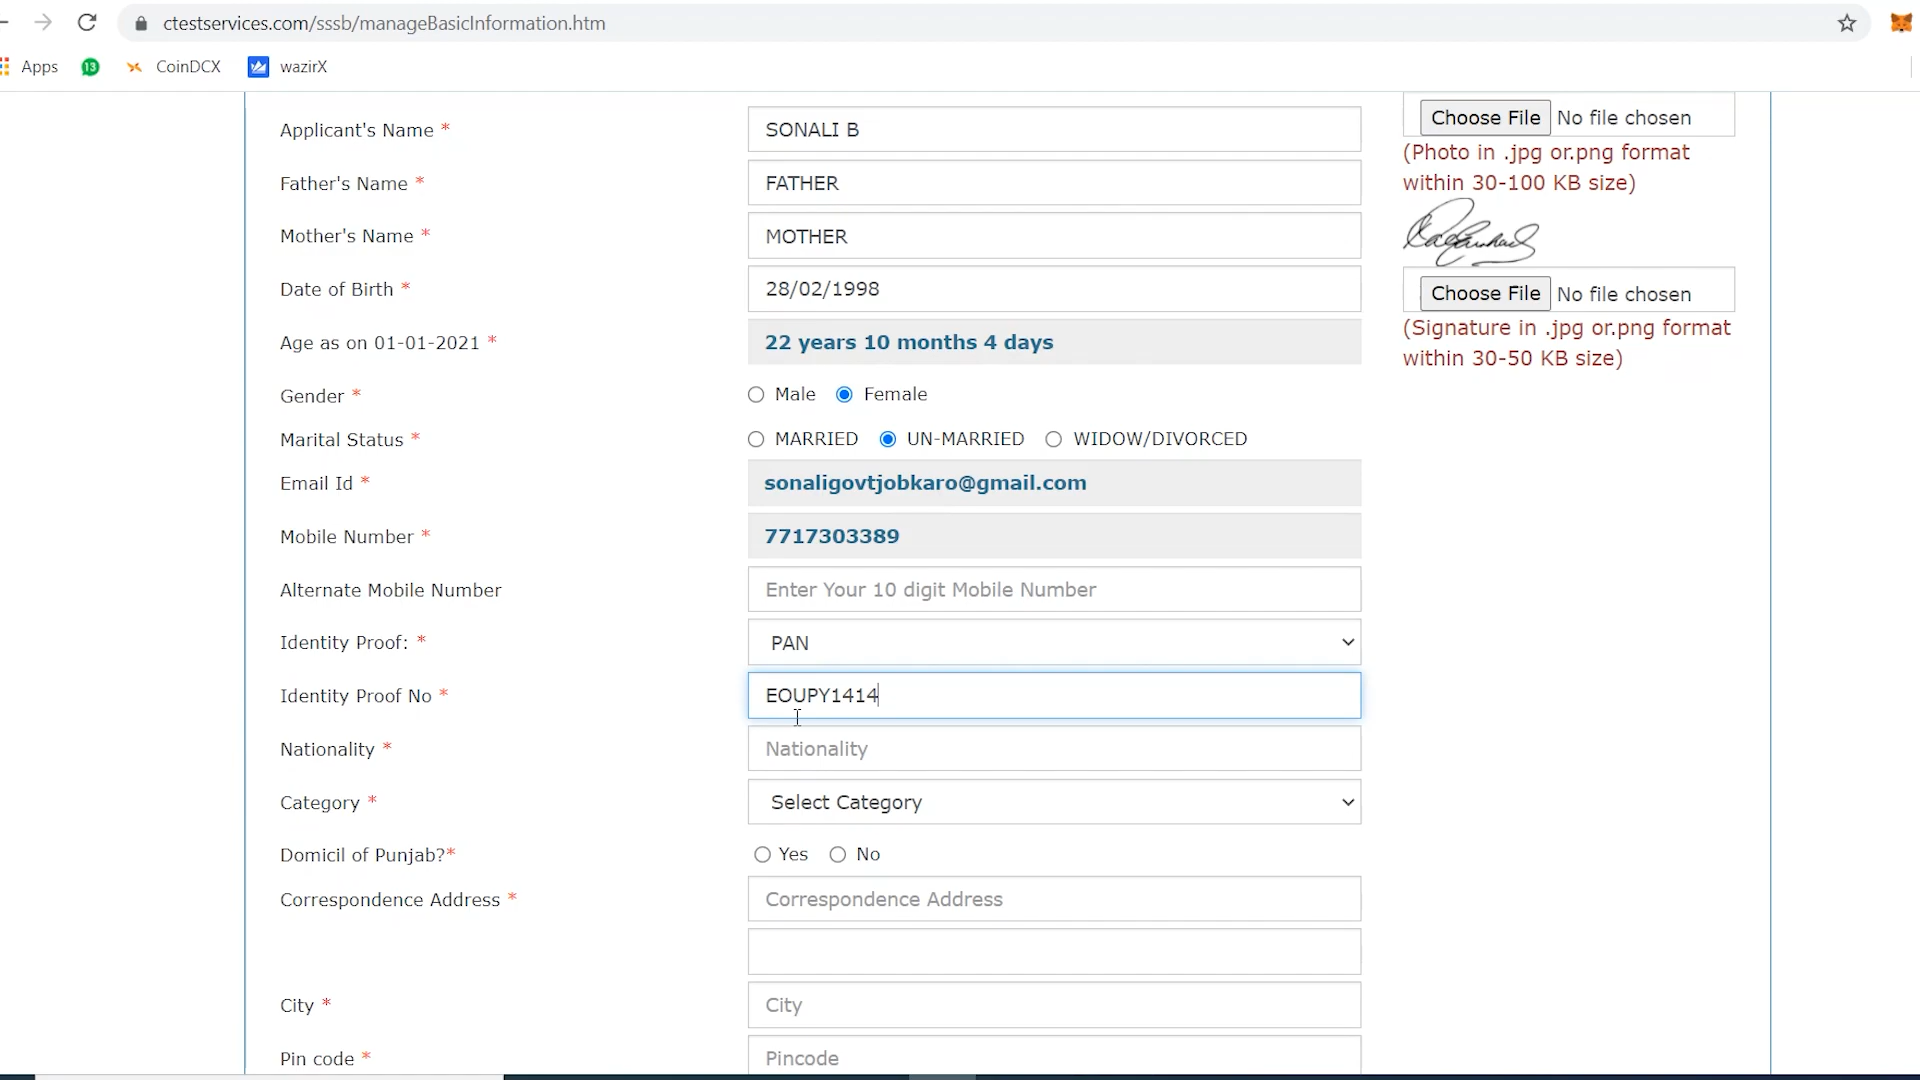 ctestservices.com/sssb/manageBasicInformation.htm
Apps 13 CoinDCX wazirX
Applicant's Name * SONALI B
Choose File No file chosen
(Photo in .jpg or.png format
within 30-100 KB size)
Father's Name * FATHER
Mother's Name * MOTHER
Date of Birth * 28/02/1998
Choose File No file chosen
(Signature in .jpg or.png format
within 30-50 KB size)
Age as on 01-01-2021 * 22 years 10 months 4 days
Gender * Male Female
Marital Status * MARRIED UN-MARRIED WIDOW/DIVORCED
Email Id * sonaligovtjobkaro@gmail.com
Mobile Number * 7717303389
Alternate Mobile Number Enter Your 10 digit Mobile Number
Identity Proof: * PAN
Identity Proof No * EOUPY1414
Nationality * Nationality
Category * Select Category
Domicil of Punjab?* Yes No
Correspondence Address * Correspondence Address
City * City
Pin code * Pincode